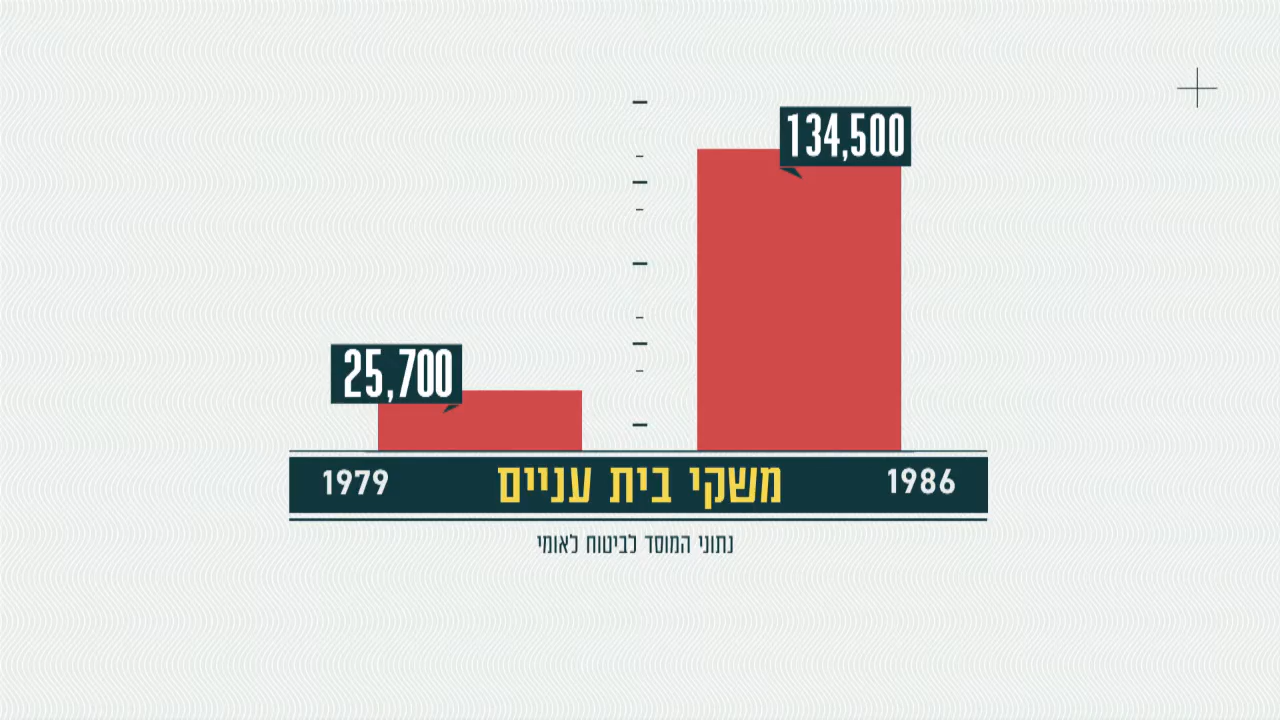 134,500
25,700
1979
משקי בית עניים
1986
נתוני המוסד לביטוח לאומי